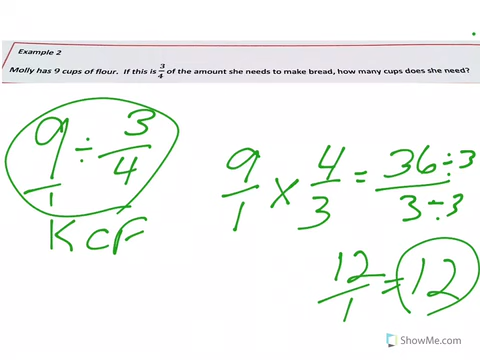 Example 2
Molly has 9 cups of flour. If this is 3/4 of the amount she needs to make bread, how many cups does she need?
9/1 ÷ 3/4
KCF
9/1 × 4/3 = 36÷3/3÷3
12/1 = 12
ShowMe.com